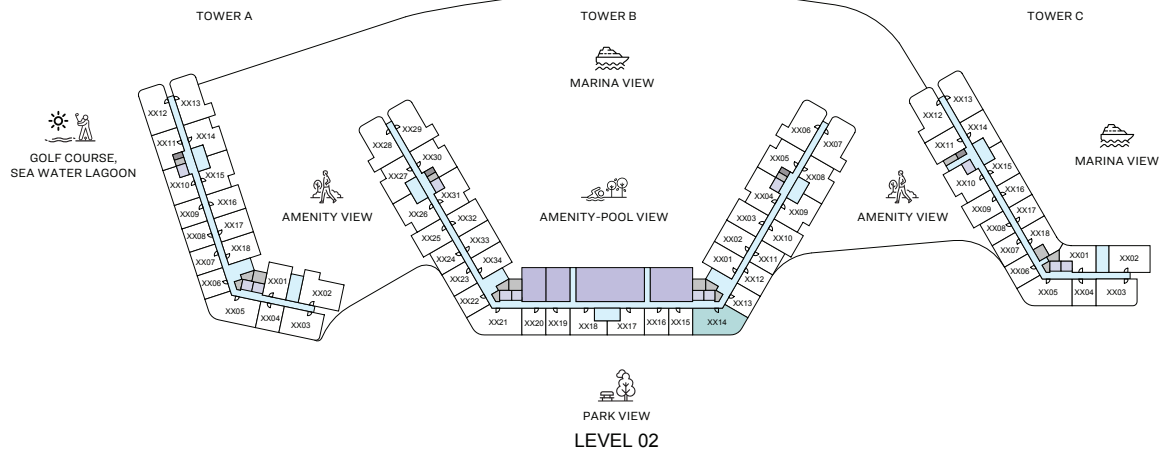 TOWER A
TOWER B
TOWER C
MARINA VIEW
GOLF COURSE,
SEA WATER LAGOON
AMENITY VIEW
AMENITY-POOL VIEW
AMENITY VIEW
MARINA VIEW
XX12
XX13
XX11
XX14
XX10
XX15
XX09
XX16
XX08
XX17
XX07
XX18
XX06
XX01
XX02
XX05
XX04
XX03
XX28
XX29
XX27
XX30
XX26
XX31
XX25
XX32
XX24
XX33
XX23
XX34
XX22
XX21
XX20
XX19
XX18
XX17
XX16
XX15
XX14
XX13
XX12
XX01
XX11
XX02
XX10
XX03
XX09
XX04
XX08
XX05
XX07
XX06
XX12
XX13
XX11
XX14
XX10
XX15
XX09
XX16
XX08
XX17
XX07
XX18
XX06
XX01
XX02
XX05
XX04
XX03
PARK VIEW
LEVEL 02